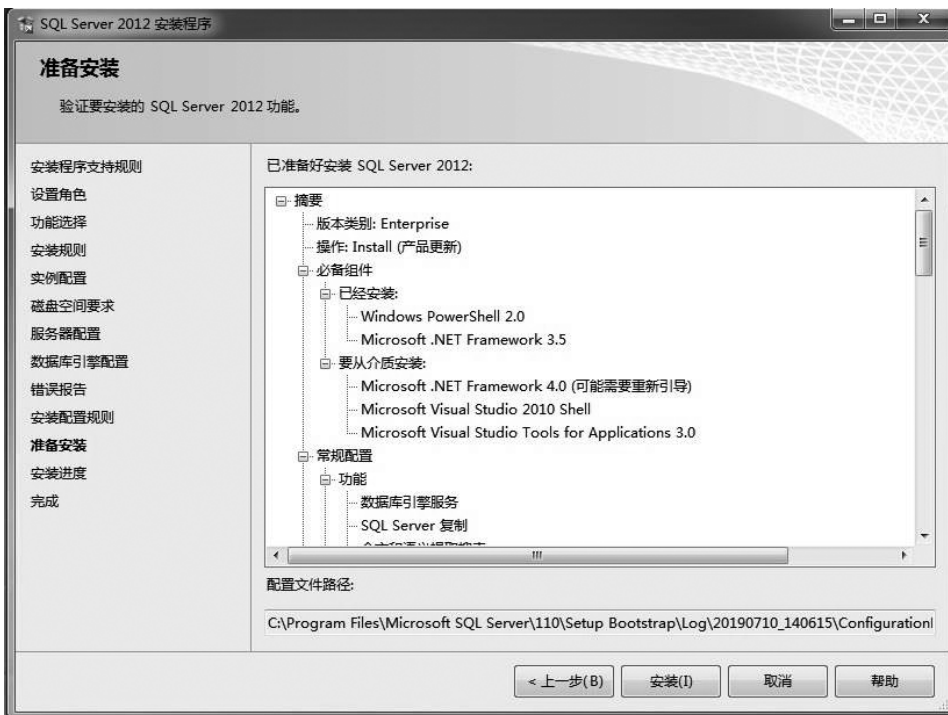 SQL Server 2012 安装程序
准备安装
验证要安装的 SQL Server 2012 功能。
安装程序支持规则
设置角色
功能选择
安装规则
实例配置
磁盘空间要求
服务器配置
数据库引擎配置
错误报告
安装配置规则
准备安装
安装进度
完成
已准备好安装 SQL Server 2012:
摘要
版本类别: Enterprise
操作: Install (产品更新)
必备组件
已经安装:
Windows PowerShell 2.0
Microsoft .NET Framework 3.5
要从介质安装:
Microsoft .NET Framework 4.0 (可能需要重新引导)
Microsoft Visual Studio 2010 Shell
Microsoft Visual Studio Tools for Applications 3.0
常规配置
功能
数据库引擎服务
SQL Server 复制
配置文件路径:
C:\Program Files\Microsoft SQL Server\110\Setup Bootstrap\Log\20190710_140615\Configuration
< 上一步(B)
安装(I)
取消
帮助